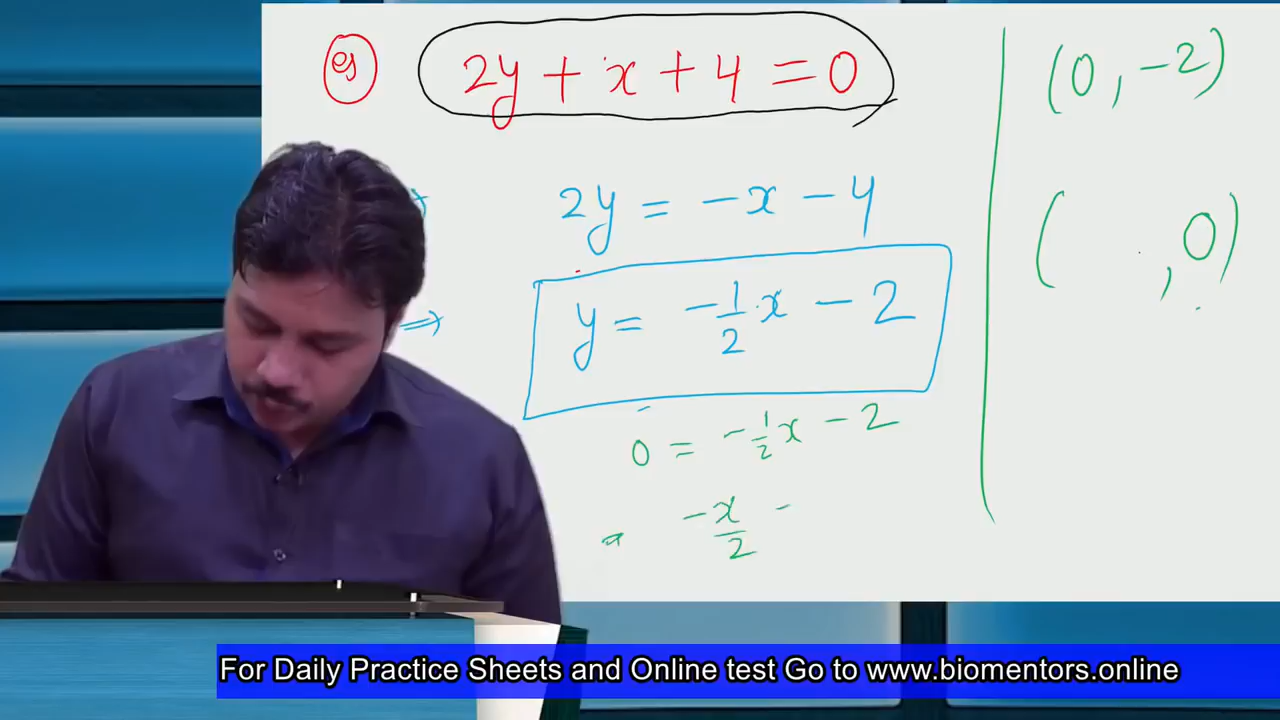 eg 2y + x + 4 = 0
2y = -x - 4
⇒ y = -1/2 x - 2
0 = -1/2 x - 2
⇒ -x/2 -
(0, -2)
( , 0)
For Daily Practice Sheets and Online test Go to www.biomentors.online